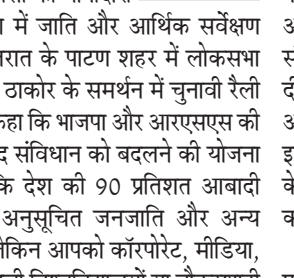 में जाति और आर्थिक सर्वेक्षण
के पाटण शहर में लोकसभा
ठाकोर के समर्थन में चुनावी रैली
कि भाजपा और आरएसएस की
संविधान को बदलने की योजना
कि देश की 90 प्रतिशत आबादी
अनुसूचित जनजाति और अन्य
लेकिन आपको कॉरपोरेट, मीडिया,